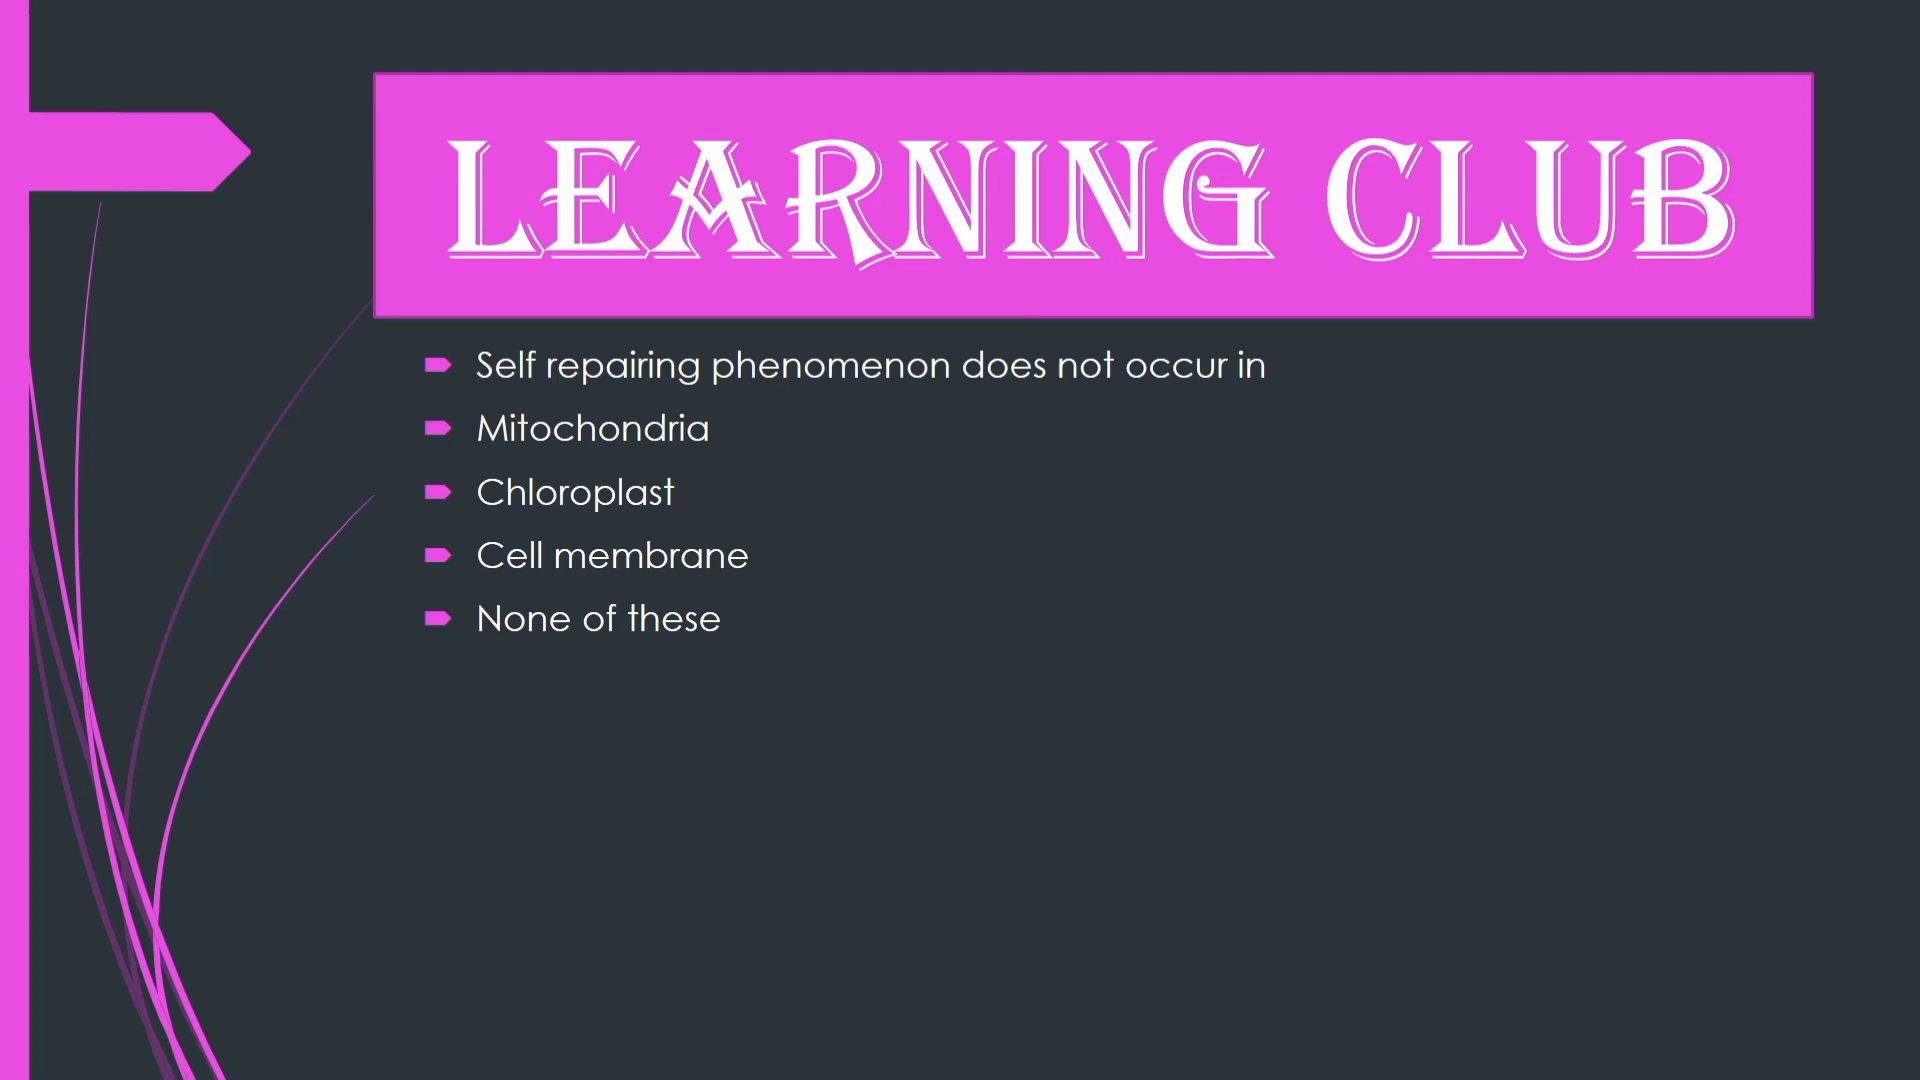 LEARNING CLUB
Self repairing phenomenon does not occur in
Mitochondria
Chloroplast
Cell membrane
None of these